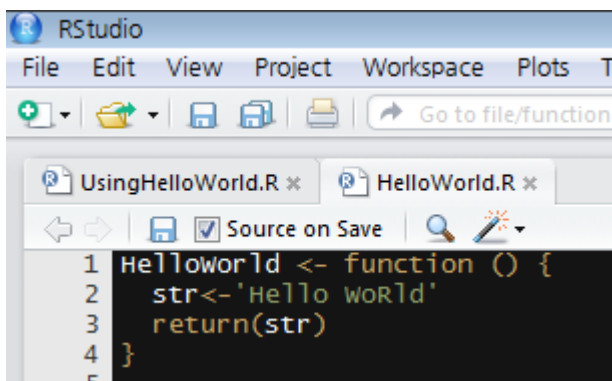 RStudio
File Edit View Project Workspace Plots T
Go to file/function
UsingHelloWorld.R HelloWorld.R
Source on Save
1 HelloWorld <- function () {
2 str<-'Hello WoRld'
3 return(str)
4 }
5